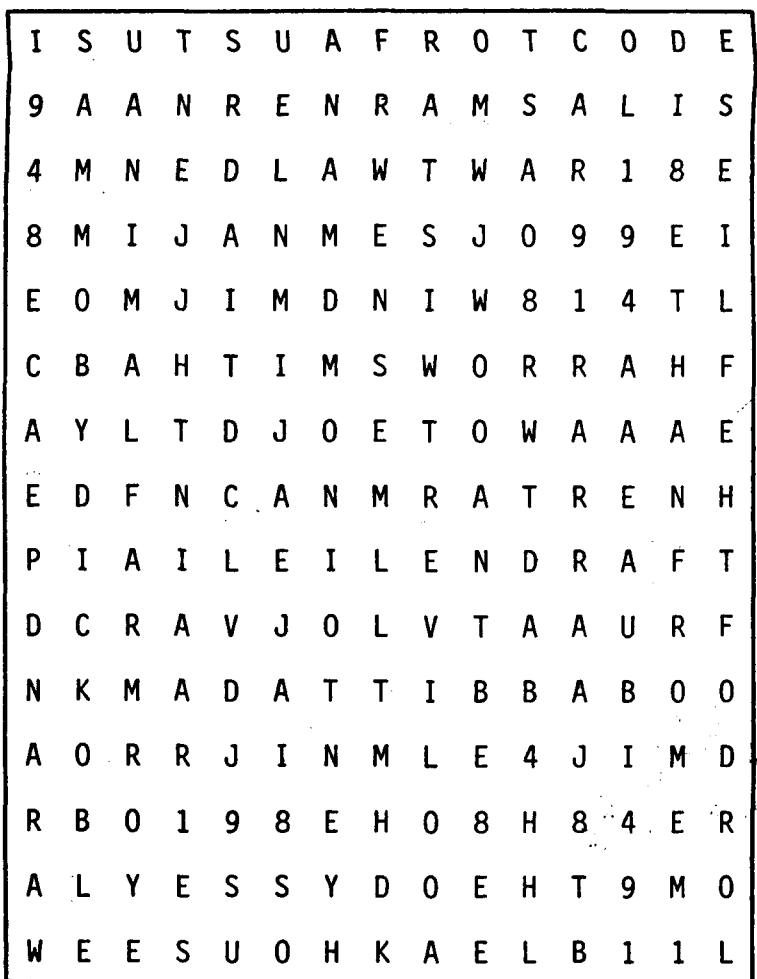 I S U T S U A F R O T C O D E
9 A A N R E N R A M S A L I S
4 M N E D L A W T W A R 1 8 E
8 M I J A N M E S J O 9 9 E I
E O M J I M D N I W 8 1 4 T L
C B A H T I M S W O R R A H F
A Y L T D J O E T O W A A A E
E D F N C A N M R A T R E N H
P I A I L E I L E N D R A F T
D C R A V J O L V T A A U R F
N K M A D A T T I B B A B O O
A O R R J I N M L E 4 J I M D
R B O 1 9 8 E H O 8 H 8 4 E R
A L Y E S S Y D O E H T 9 M O
W E E S U O H K A E L B 1 1 L